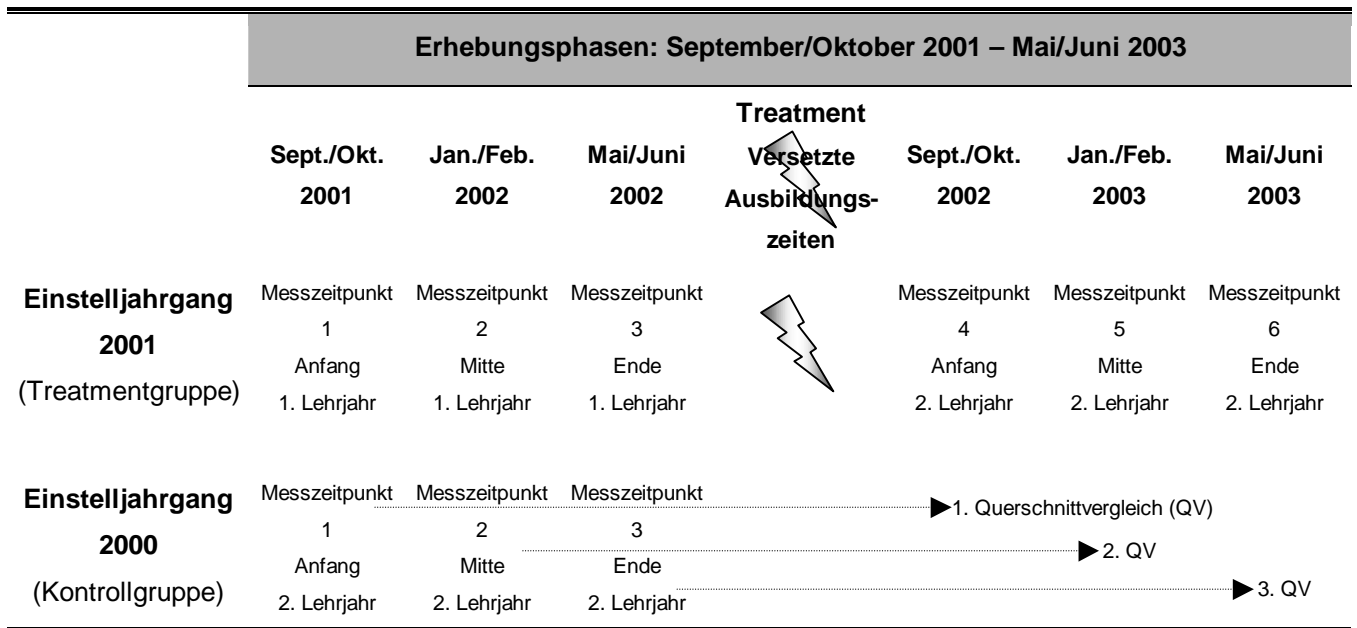 Erhebungsphasen: September/Oktober 2001 – Mai/Juni 2003
Treatment
Sept./Okt. Jan./Feb. Mai/Juni Versetzte Sept./Okt. Jan./Feb. Mai/Juni
2001 2002 2002 Ausbildungs- 2002 2003 2003
zeiten
Einstelljahrgang Messzeitpunkt Messzeitpunkt Messzeitpunkt Messzeitpunkt Messzeitpunkt Messzeitpunkt
2001 1 2 3 4 5 6
Anfang Mitte Ende Anfang Mitte Ende
(Treatmentgruppe) 1. Lehrjahr 1. Lehrjahr 1. Lehrjahr 2. Lehrjahr 2. Lehrjahr 2. Lehrjahr
Einstelljahrgang Messzeitpunkt Messzeitpunkt Messzeitpunkt 1. Querschnittvergleich (QV)
2000 1 2 3 2. QV
Anfang Mitte Ende
(Kontrollgruppe) 2. Lehrjahr 2. Lehrjahr 2. Lehrjahr 3. QV